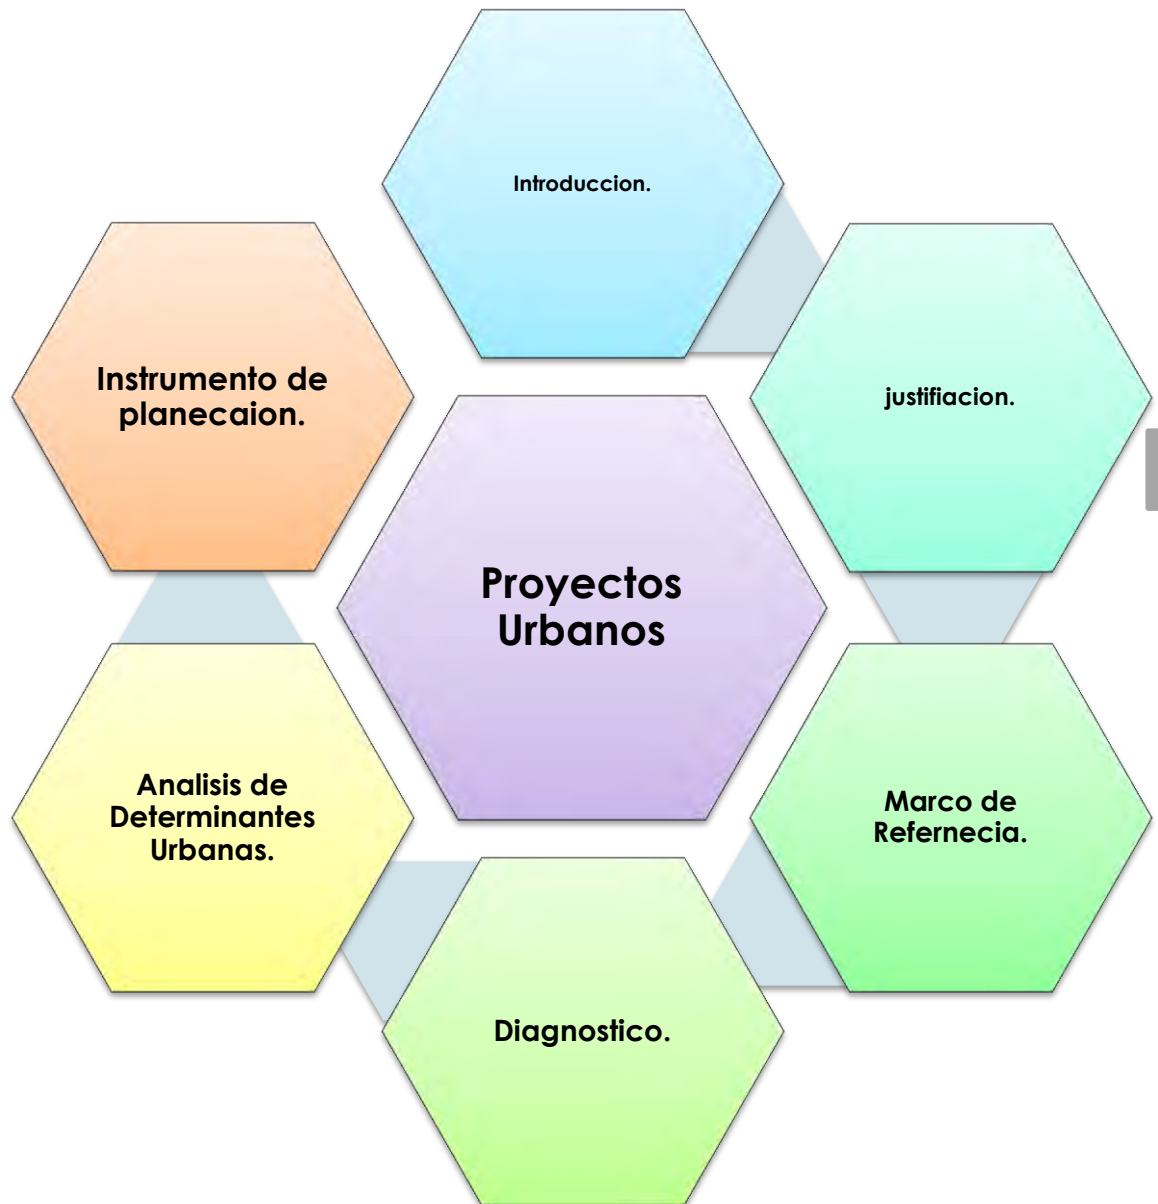 Introduccion.
justifiacion.
Instrumento de
planecaion.
Proyectos
Urbanos
Analisis de
Determinantes
Urbanas.
Marco de
Refernecia.
Diagnostico.